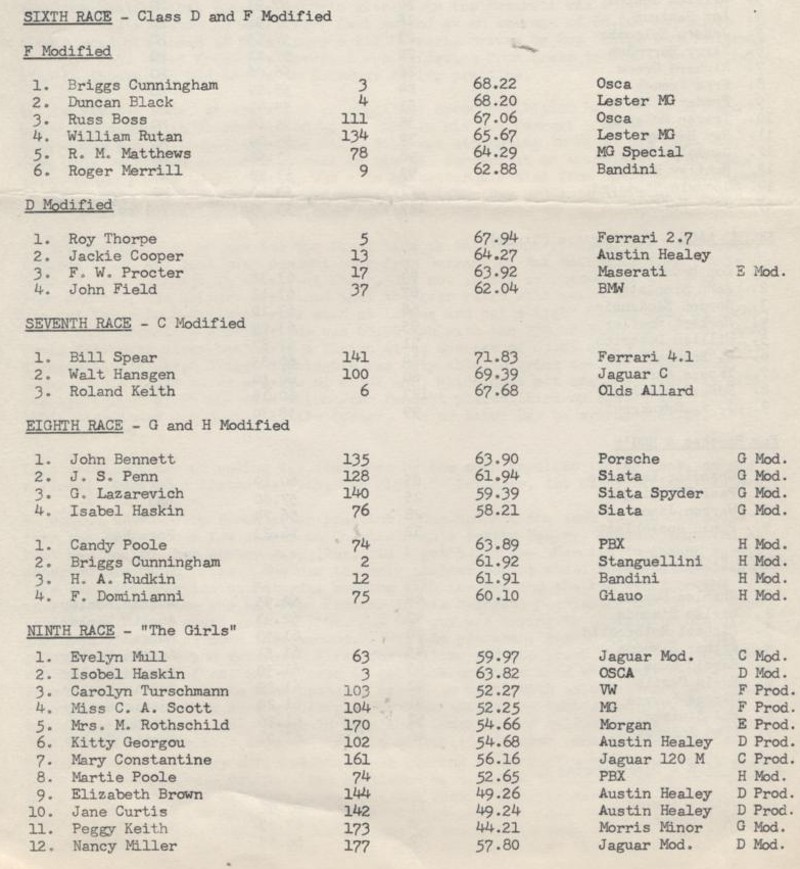 SIXTH RACE - Class D and F Modified
F Modified
1. Briggs Cunningham 3 68.22 Osca
2. Duncan Black 4 68.20 Lester MG
3. Russ Boss 111 67.06 Osca
4. William Rutan 134 65.67 Lester MG
5. R. M. Matthews 78 64.29 MG Special
6. Roger Merrill 9 62.88 Bandini
D Modified
1. Roy Thorpe 5 67.94 Ferrari 2.7
2. Jackie Cooper 13 64.27 Austin Healey
3. F. W. Procter 17 63.92 Maserati E Mod.
4. John Field 37 62.04 BMW
SEVENTH RACE - C Modified
1. Bill Spear 141 71.83 Ferrari 4.1
2. Walt Hansgen 100 69.39 Jaguar C
3. Roland Keith 6 67.68 Olds Allard
EIGHTH RACE - G and H Modified
1. John Bennett 135 63.90 Porsche G Mod.
2. J. S. Penn 128 61.94 Siata G Mod.
3. G. Lazarevich 140 59.39 Siata Spyder G Mod.
4. Isabel Haskin 76 58.21 Siata G Mod.
1. Candy Poole 74 63.89 PBX H Mod.
2. Briggs Cunningham 2 61.92 Stanguellini H Mod.
3. H. A. Rudkin 12 61.91 Bandini H Mod.
4. F. Dominianni 75 60.10 Giauo H Mod.
NINTH RACE - "The Girls"
1. Evelyn Mull 63 59.97 Jaguar Mod. C Mod.
2. Isobel Haskin 3 63.82 OSCA D Mod.
3. Carolyn Turschmann 103 52.27 VW F Prod.
4. Miss C. A. Scott 104 52.25 MG F Prod.
5. Mrs. M. Rothschild 170 54.66 Morgan E Prod.
6. Kitty Georgou 102 54.68 Austin Healey D Prod.
7. Mary Constantine 161 56.16 Jaguar 120 M C Prod.
8. Martie Poole 74 52.65 PBX H Mod.
9. Elizabeth Brown 144 49.26 Austin Healey D Prod.
10. Jane Curtis 142 49.24 Austin Healey D Prod.
11. Peggy Keith 173 44.21 Morris Minor G Mod.
12. Nancy Miller 177 57.80 Jaguar Mod. D Mod.